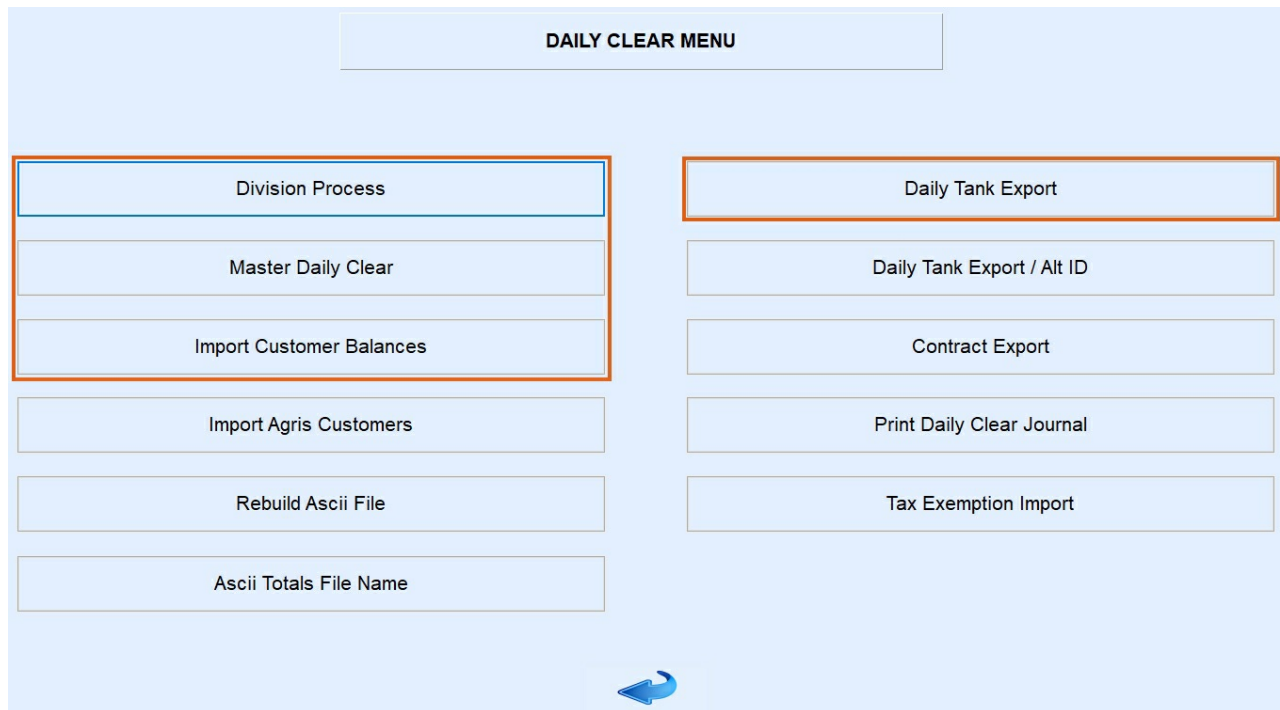 DAILY CLEAR MENU
Division Process
Master Daily Clear
Import Customer Balances
Import Agris Customers
Rebuild Ascii File
Ascii Totals File Name
Daily Tank Export
Daily Tank Export / Alt ID
Contract Export
Print Daily Clear Journal
Tax Exemption Import